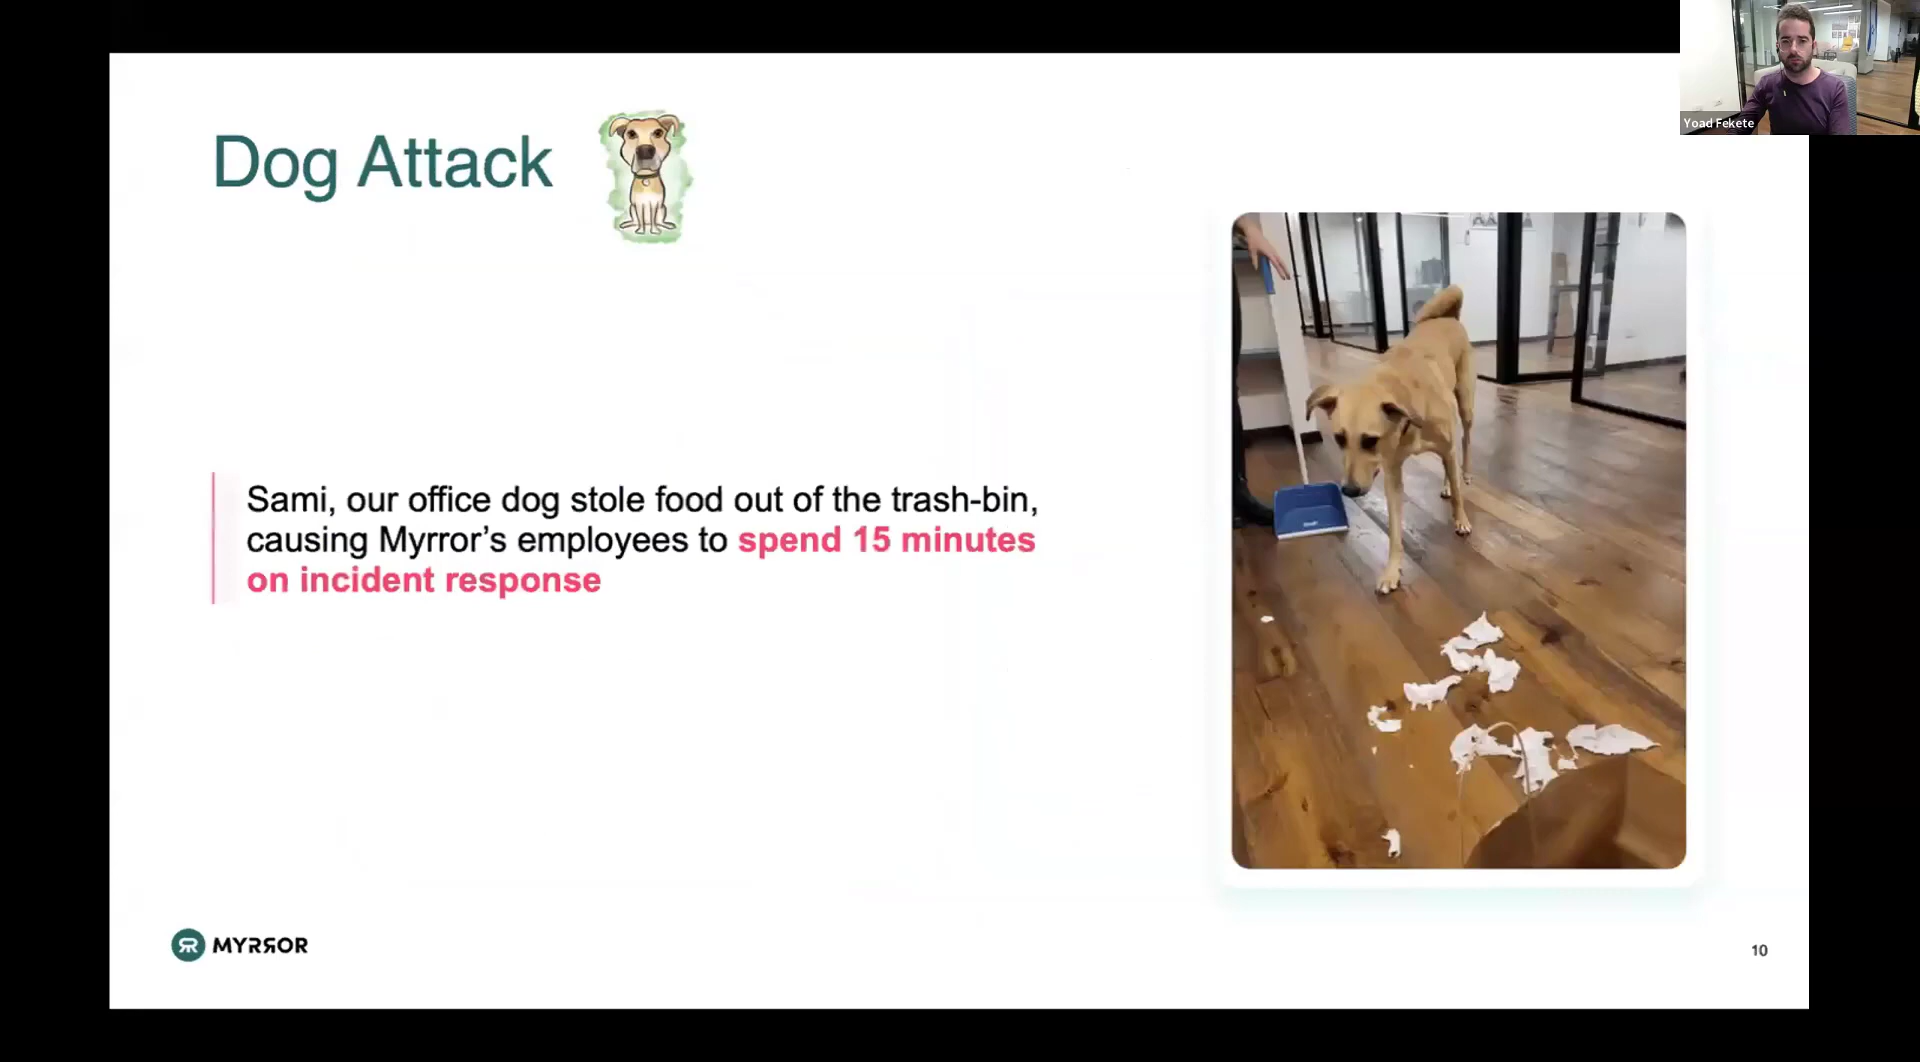 Yoad Fekete
Dog Attack
Sami, our office dog stole food out of the trash-bin,
causing Myrror’s employees to spend 15 minutes
on incident response
MYRROR
10